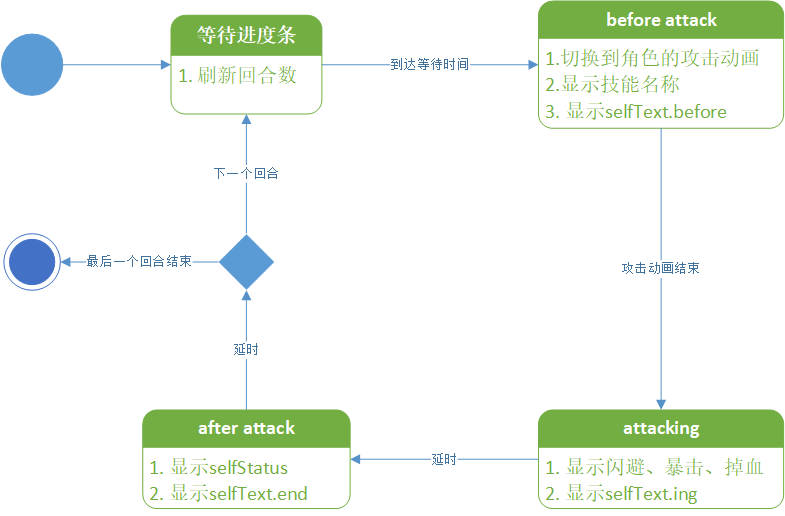 等待进度条
1. 刷新回合数
到达等待时间
before attack
1.切换到角色的攻击动画
2.显示技能名称
3. 显示selfText.before
下一个回合
最后一个回合结束
攻击动画结束
延时
after attack
1. 显示selfStatus
2. 显示selfText.end
延时
attacking
1. 显示闪避、暴击、掉血
2. 显示selfText.ing